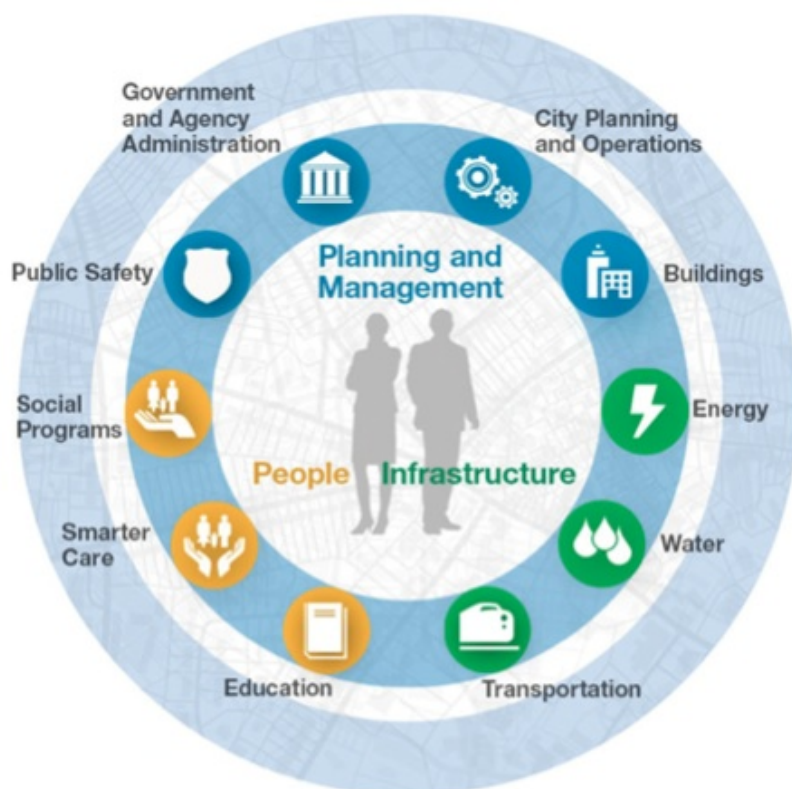 Government
and Agency
Administration
City Planning
and Operations
Public Safety
Planning and
Management
Buildings
Social
Programs
Energy
People
Infrastructure
Smarter
Care
Water
Education
Transportation